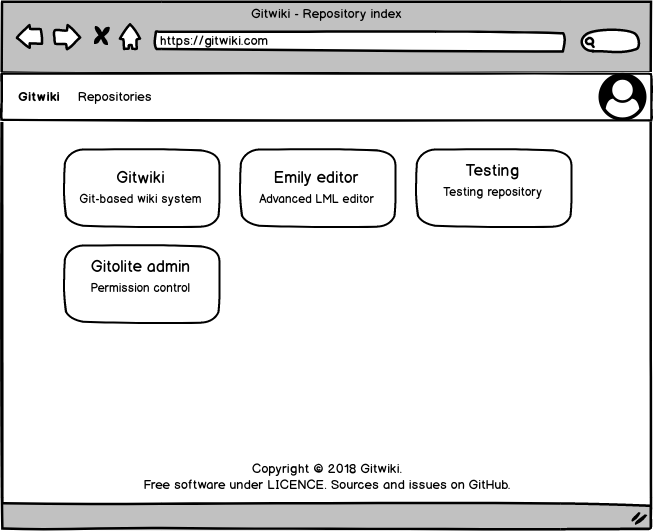 Gitwiki - Repository index
https://gitwiki.com
Gitwiki Repositories
Gitwiki
Git-based wiki system
Emily editor
Advanced LML editor
Testing
Testing repository
Gitolite admin
Permission control
Copyright © 2018 Gitwiki.
Free software under LICENCE. Sources and issues on GitHub.